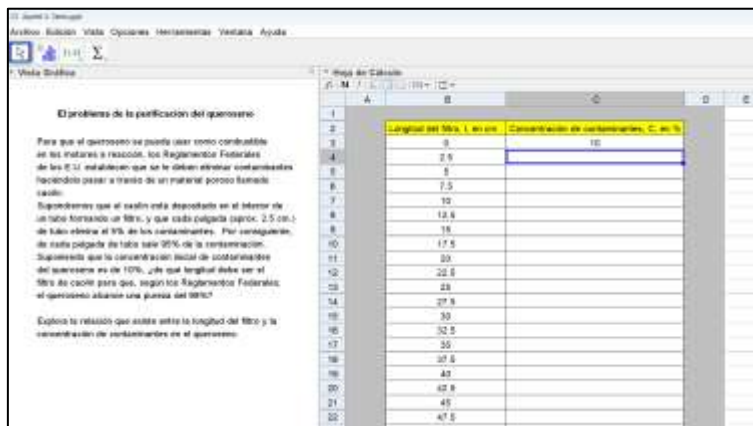 Archivo Edición Vista Opciones Herramientas Ventana Ayuda
Vista Gráfica
Hoja de Cálculo
El problema de la purificación del queroseno
Para que el queroseno se pueda usar como combustible
en los motores a reacción, los Reglamentos Federales
de los E.U. establecen que se le deben eliminar contaminantes
haciéndolo pasar a través de un material poroso llamado
caolín.
Supondremos que el caolín está depositado en el interior de
un tubo formando un filtro, y que cada pulgada (aprox. 2.5 cm.)
de tubo elimina el 5% de los contaminantes. Por consiguiente,
de cada pulgada de tubo sale 95% de la contaminación.
Suponiendo que la concentración inicial de contaminantes
del queroseno es de 10%, ¿de qué longitud debe ser el
filtro de caolín para que, según los Reglamentos Federales,
el queroseno alcance una pureza del 99%?
Explora la relación que existe entre la longitud del filtro y la
concentración de contaminantes en el queroseno.
A B C D E
1
2 Longitud del filtro, l, en cm Concentración de contaminantes, C, en %
3 0 10
4 2.5
5 5
6 7.5
7 10
8 12.5
9 15
10 17.5
11 20
12 22.5
13 25
14 27.5
15 30
16 32.5
17 35
18 37.5
19 40
20 42.5
21 45
22 47.5